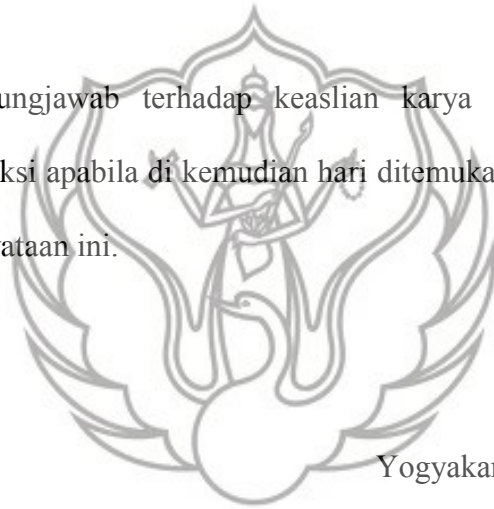 ungjawab terhadap keaslian karya
ksi apabila di kemudian hari ditemuka
ataan ini.
Yogyakar